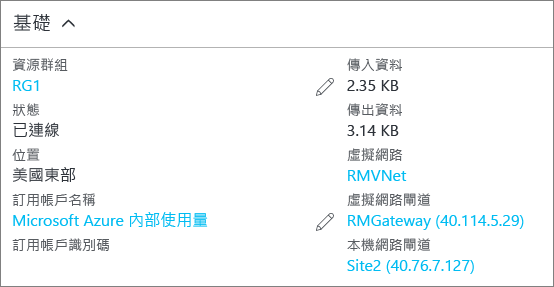 基礎
資源群組
RG1
狀態
已連線
位置
美國東部
訂用帳戶名稱
Microsoft Azure 內部使用量
訂用帳戶識別碼
傳入資料
2.35 KB
傳出資料
3.14 KB
虛擬網路
RMVNet
虛擬網路閘道
RMGateway (40.114.5.29)
本機網路閘道
Site2 (40.76.7.127)